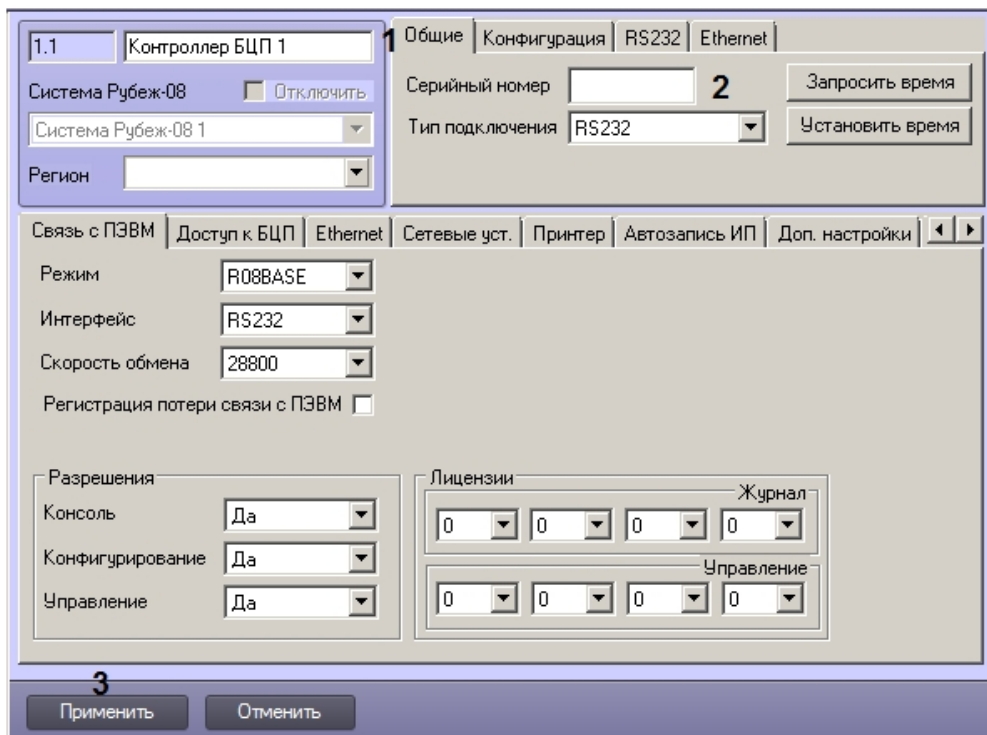 1.1 Контроллер БЦП 1
Система Рубеж-08 Отключить
Система Рубеж-08 1
Регион
1 Общие Конфигурация RS232 Ethernet
Серийный номер 2 Запросить время
Тип подключения RS232 Установить время
Связь с ПЭВМ Доступ к БЦП Ethernet Сетевые уст. Принтер Автозапись ИП Доп. настройки
Режим R08BASE
Интерфейс RS232
Скорость обмена 28800
Регистрация потери связи с ПЭВМ
Разрешения
Консоль Да
Конфигурирование Да
Управление Да
Лицензии
Журнал
0 0 0 0
Управление
0 0 0 0
3
Применить Отменить